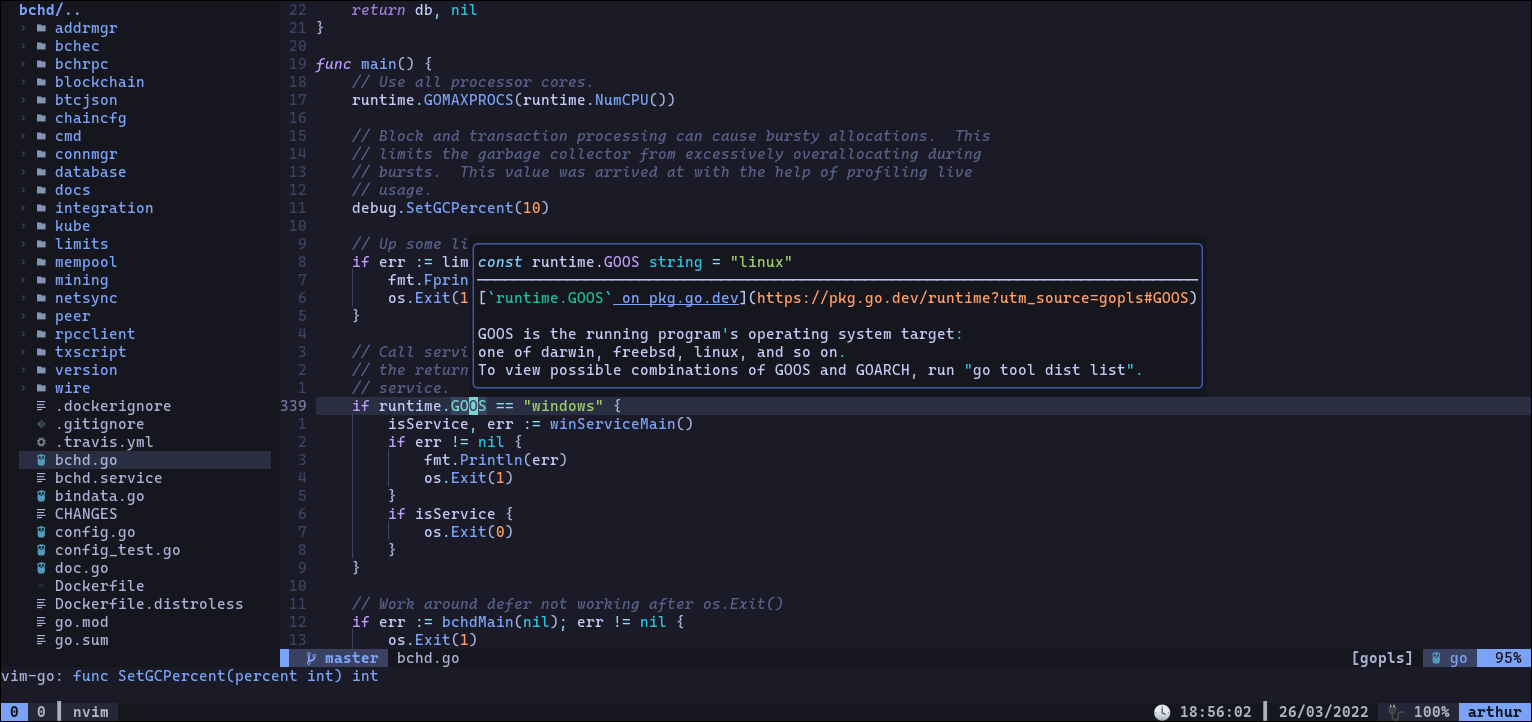 bchd/..
addrmgr
bchec
bchrpc
blockchain
btcjson
chaincfg
cmd
connmgr
database
docs
integration
kube
limits
mempool
mining
netsync
peer
rpcclient
txscript
version
wire
.dockerignore
.gitignore
.travis.yml
bchd.go
bchd.service
bindata.go
CHANGES
config.go
config_test.go
doc.go
Dockerfile
Dockerfile.distroless
go.mod
go.sum
22 return db, nil
21 }
20
19 func main() {
18 // Use all processor cores.
17 runtime.GOMAXPROCS(runtime.NumCPU())
16
15 // Block and transaction processing can cause bursty allocations.  This
14 // limits the garbage collector from excessively overallocating during
13 // bursts.  This value was arrived at with the help of profiling live
12 // usage.
11 debug.SetGCPercent(10)
10
9 // Up some li
8 if err := lim
7 fmt.Fprin
6 os.Exit(1
5 }
4
3 // Call servi
2 // the return
1 // service.
const runtime.GOOS string = "linux"
[`runtime.GOOS` on pkg.go.dev](https://pkg.go.dev/runtime?utm_source=gopls#GOOS)
GOOS is the running program's operating system target:
one of darwin, freebsd, linux, and so on.
To view possible combinations of GOOS and GOARCH, run "go tool dist list".
339 if runtime.GOOS == "windows" {
1 isService, err := winServiceMain()
2 if err != nil {
3 fmt.Println(err)
4 os.Exit(1)
5 }
6 if isService {
7 os.Exit(0)
8 }
9 }
10
11 // Work around defer not working after os.Exit()
12 if err := bchdMain(nil); err != nil {
13 os.Exit(1)
master bchd.go [gopls] go 95%
vim-go: func SetGCPercent(percent int) int
0 0 nvim 18:56:02 26/03/2022 100% arthur